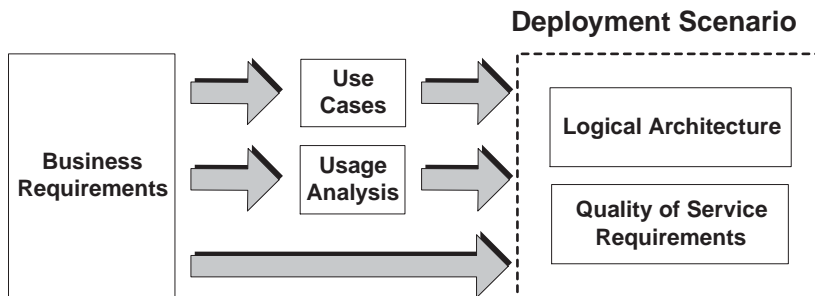 Deployment Scenario
Business
Requirements
Use
Cases
Usage
Analysis
Logical Architecture
Quality of Service
Requirements